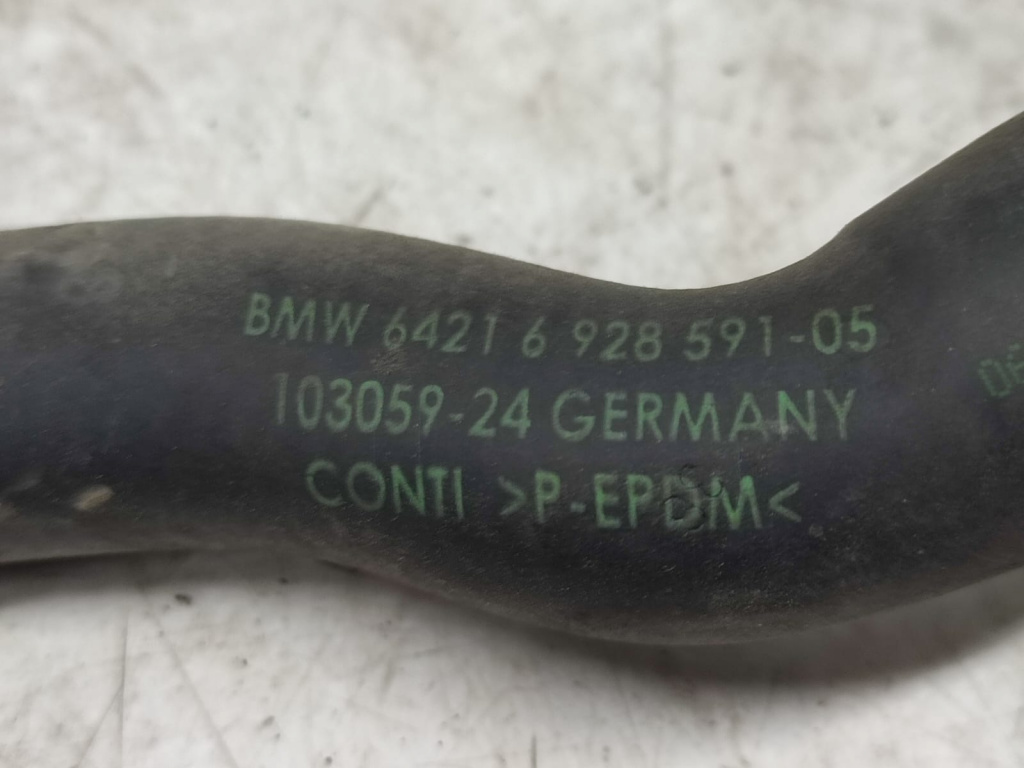 BMW 6421 6 928 591-05
103059-24 GERMANY
CONTI >P-EPDM<